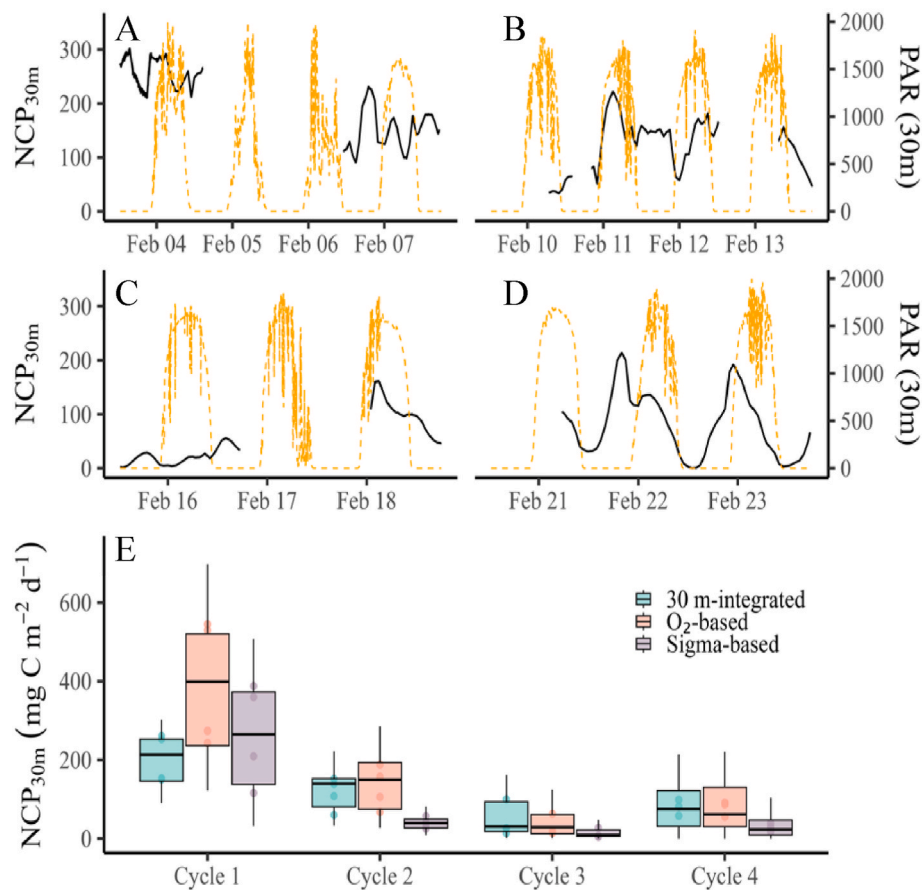 A
B
NCP30m
300
200
100
0
Feb 04
Feb 05
Feb 06
Feb 07
Feb 10
Feb 11
Feb 12
Feb 13
2000
1500
1000
500
0
PAR (30m)
C
D
NCP30m
300
200
100
0
Feb 16
Feb 17
Feb 18
Feb 21
Feb 22
Feb 23
2000
1500
1000
500
0
PAR (30m)
E
NCP30m (mg C m⁻² d⁻¹)
600
400
200
0
30 m-integrated
O₂-based
Sigma-based
Cycle 1
Cycle 2
Cycle 3
Cycle 4